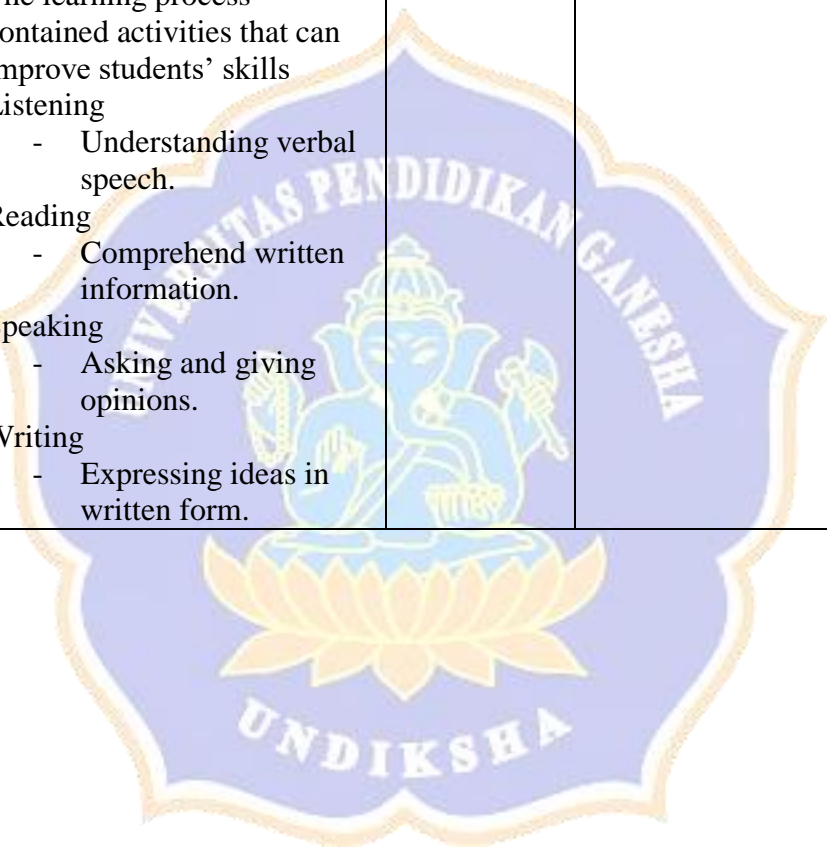 The learning process
contained activities that can
improve students’ skills
Listening
- Understanding verbal
speech.
Reading
- Comprehend written
information.
Speaking
- Asking and giving
opinions.
Writing
- Expressing ideas in
written form.
UNIVERSITAS PENDIDIKAN GANESHA
UNDIKSHA